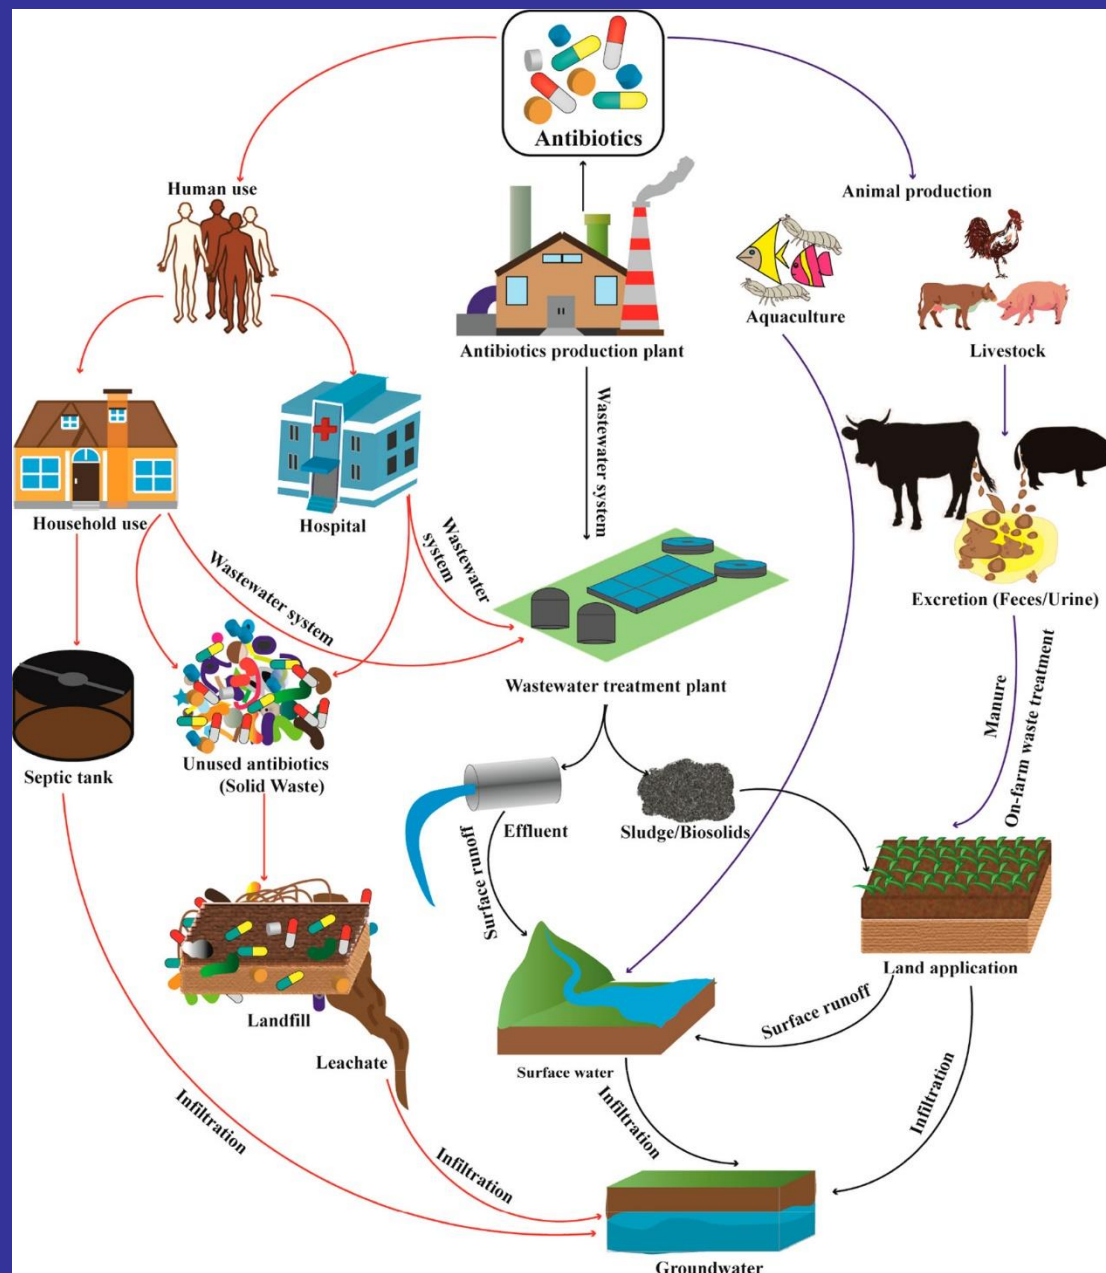 Antibiotics
Human use
Animal production
Aquaculture
Antibiotics production plant
Livestock
Wastewater system
Household use
Hospital
Wastewater system
Wastewater
system
Excretion (Feces/Urine)
Wastewater treatment plant
Manure
On-farm waste treatment
Septic tank
Unused antibiotics
(Solid Waste)
Effluent
Sludge/Biosolids
Surface runoff
Land application
Landfill
Surface runoff
Leachate
Surface water
Infiltration
Infiltration
Infiltration
Infiltration
Groundwater